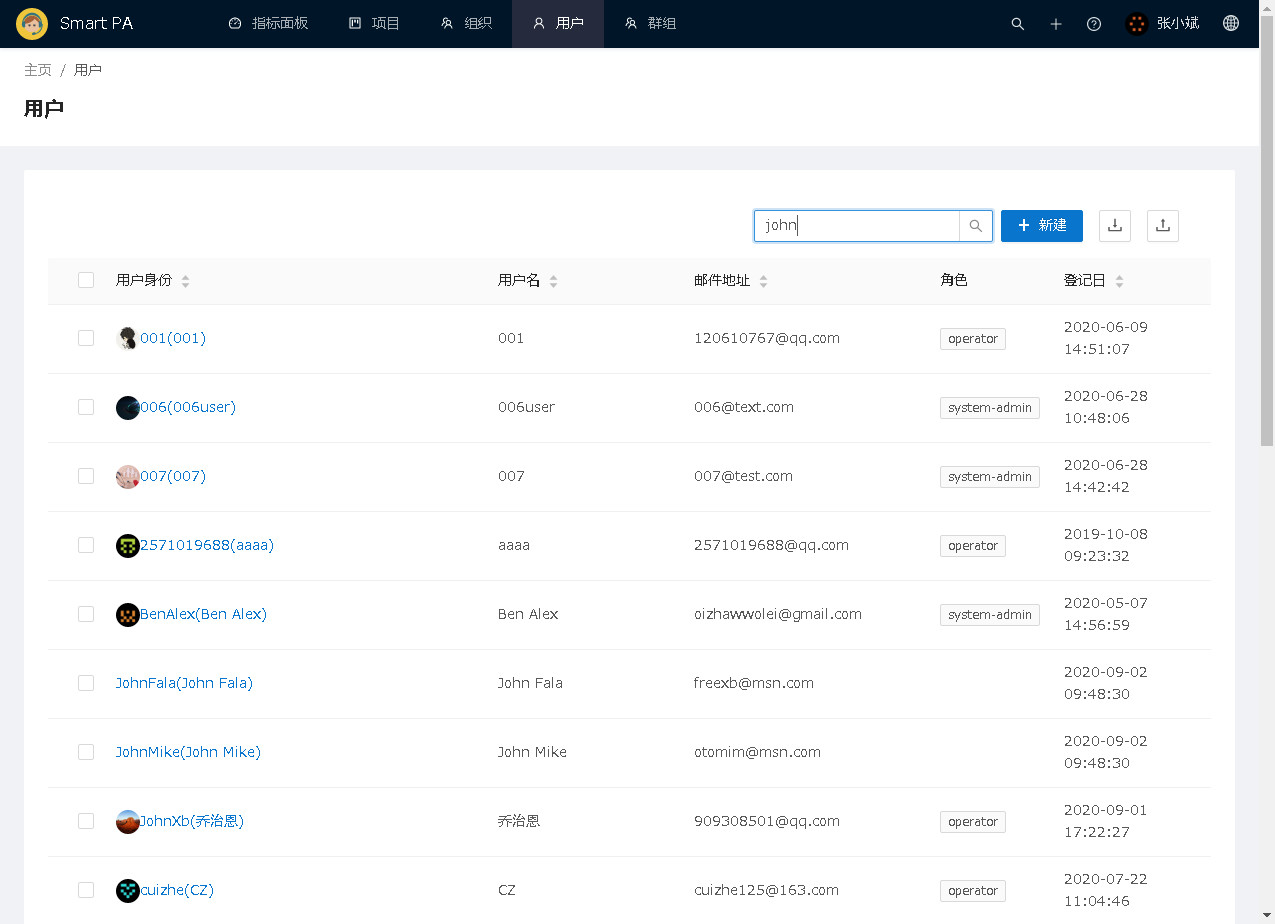 Smart PA 指标面板 项目 组织 用户 群组 张小斌
主页 / 用户
用户
john 新建
用户身份 用户名 邮件地址 角色 登记日
001(001) 001 120610767@qq.com operator 2020-06-09 14:51:07
006(006user) 006user 006@text.com system-admin 2020-06-28 10:48:06
007(007) 007 007@test.com system-admin 2020-06-28 14:42:42
2571019688(aaaa) aaaa 2571019688@qq.com operator 2019-10-08 09:23:32
BenAlex(Ben Alex) Ben Alex oizhawwolei@gmail.com system-admin 2020-05-07 14:56:59
JohnFala(John Fala) John Fala freexb@msn.com 2020-09-02 09:48:30
JohnMike(John Mike) John Mike otomim@msn.com 2020-09-02 09:48:30
JohnXb(乔治恩) 乔治恩 909308501@qq.com operator 2020-09-01 17:22:27
cuizhe(CZ) CZ cuizhe125@163.com operator 2020-07-22 11:04:46